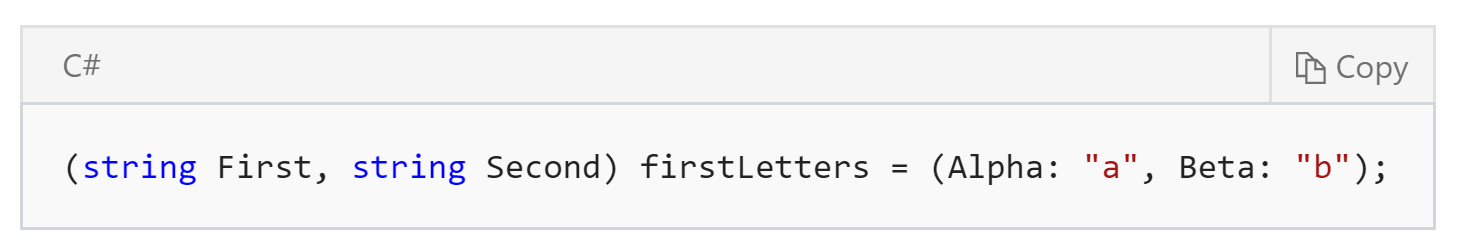 C#
Copy
(string First, string Second) firstLetters = (Alpha: "a", Beta: "b");